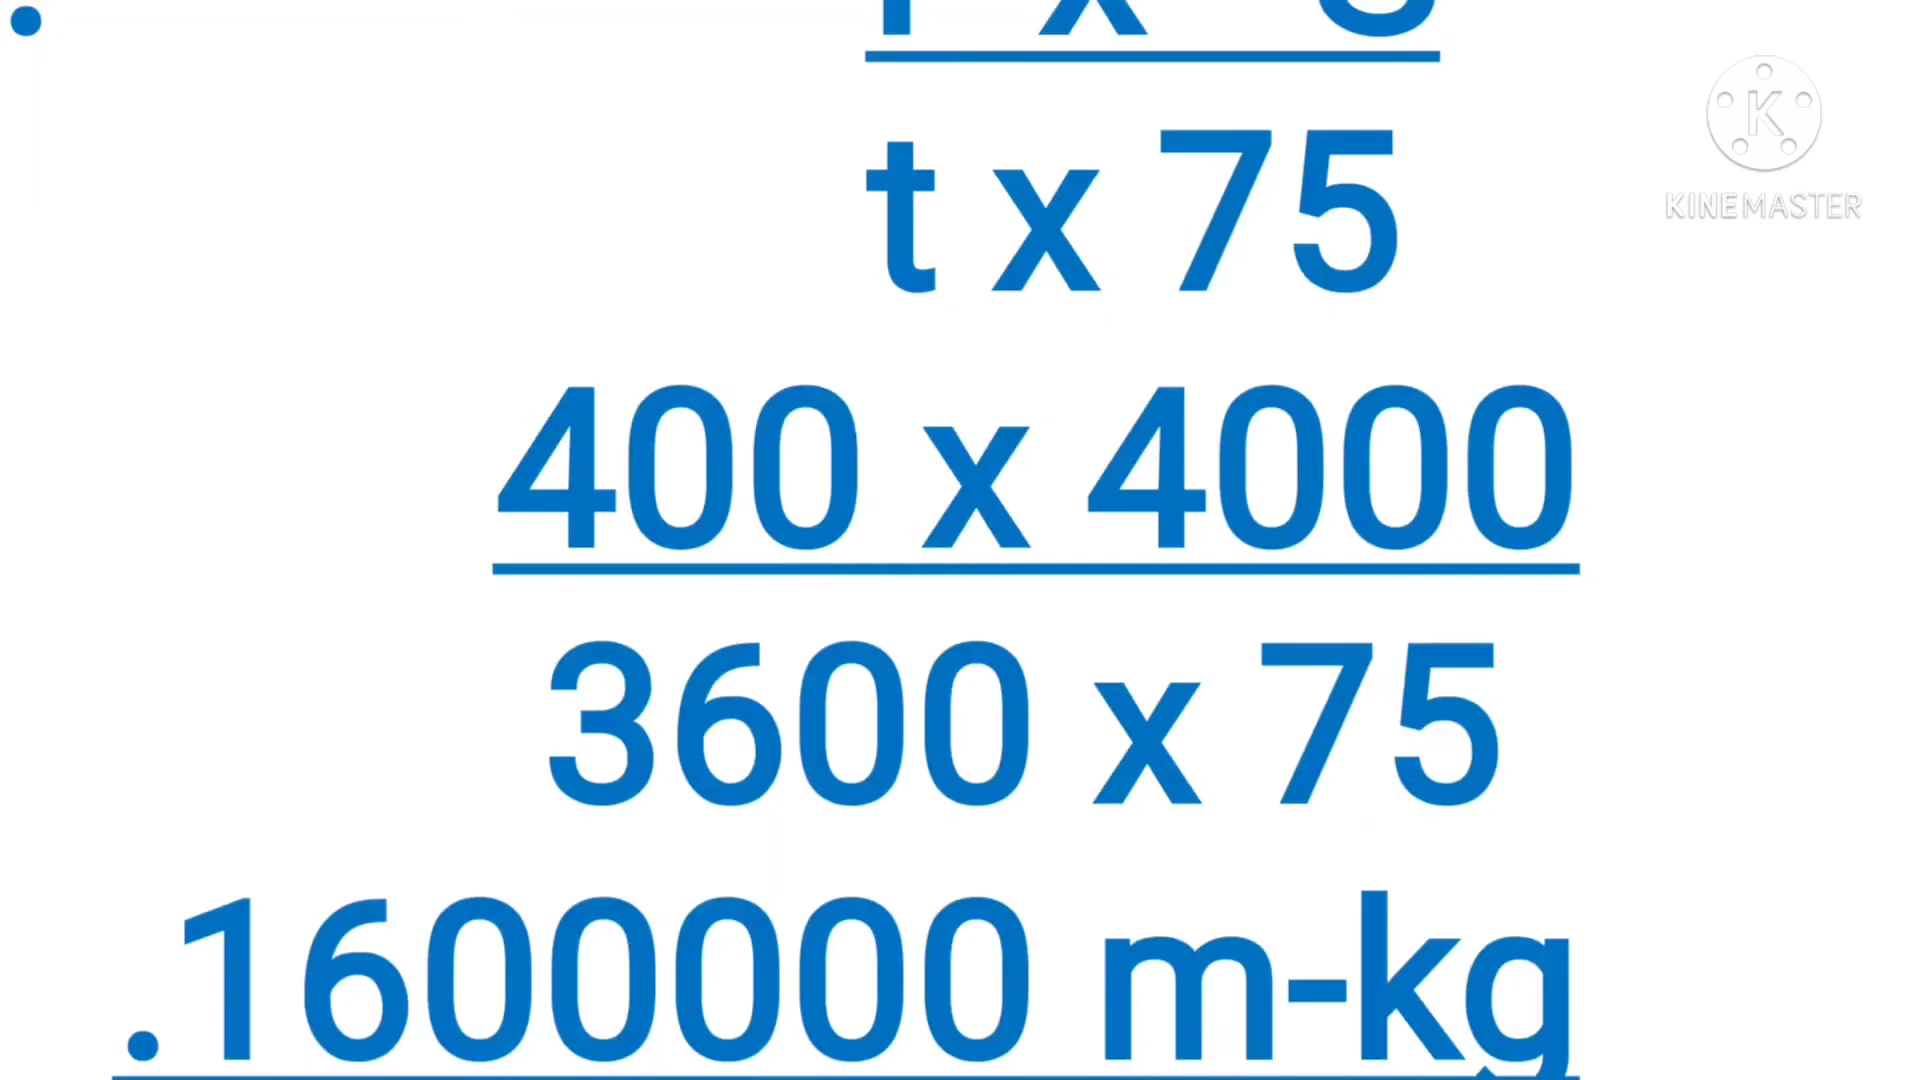 t x 75
K
KINEMASTER
400 x 4000
3600 x 75
.1600000 m-kg